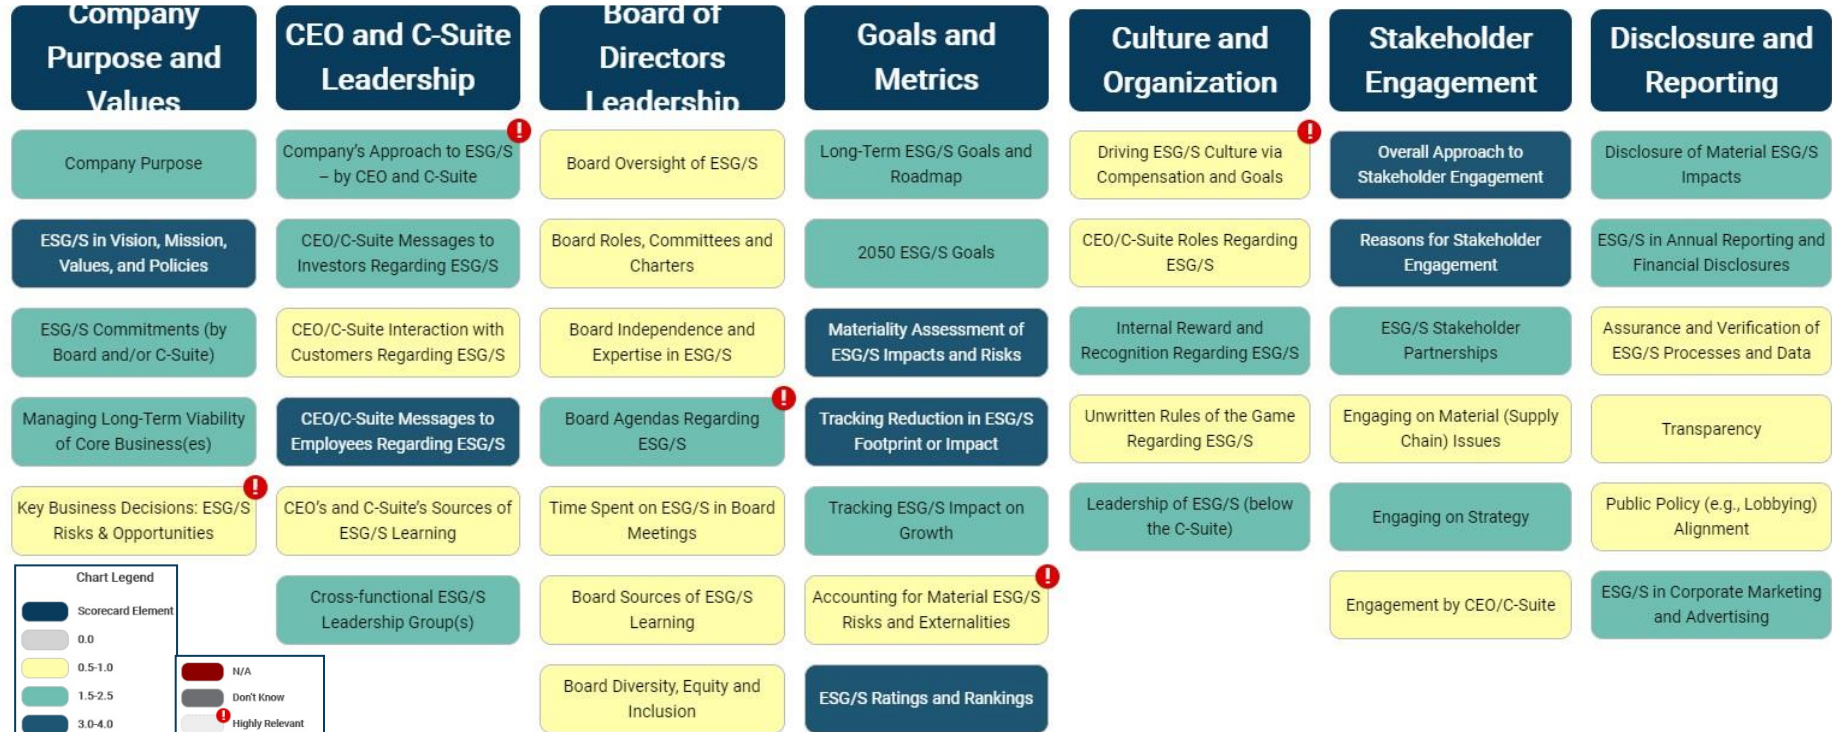 Company
Purpose and
Values
Company Purpose
ESG/S in Vision, Mission,
Values, and Policies
ESG/S Commitments (by
Board and/or C-Suite)
Managing Long-Term Viability
of Core Business(es)
!
Key Business Decisions: ESG/S
Risks & Opportunities
CEO and C-Suite
Leadership
!
Company's Approach to ESG/S
– by CEO and C-Suite
CEO/C-Suite Messages to
Investors Regarding ESG/S
CEO/C-Suite Interaction with
Customers Regarding ESG/S
CEO/C-Suite Messages to
Employees Regarding ESG/S
CEO's and C-Suite's Sources of
ESG/S Learning
Cross-functional ESG/S
Leadership Group(s)
Board of
Directors
Leadership
Board Oversight of ESG/S
Board Roles, Committees and
Charters
Board Independence and
Expertise in ESG/S
!
Board Agendas Regarding
ESG/S
Time Spent on ESG/S in Board
Meetings
Board Sources of ESG/S
Learning
Board Diversity, Equity and
Inclusion
Goals and
Metrics
Long-Term ESG/S Goals and
Roadmap
2050 ESG/S Goals
Materiality Assessment of
ESG/S Impacts and Risks
Tracking Reduction in ESG/S
Footprint or Impact
Tracking ESG/S Impact on
Growth
!
Accounting for Material ESG/S
Risks and Externalities
ESG/S Ratings and Rankings
Culture and
Organization
!
Driving ESG/S Culture via
Compensation and Goals
CEO/C-Suite Roles Regarding
ESG/S
Internal Reward and
Recognition Regarding ESG/S
Unwritten Rules of the Game
Regarding ESG/S
Leadership of ESG/S (below
the C-Suite)
Stakeholder
Engagement
Overall Approach to
Stakeholder Engagement
Reasons for Stakeholder
Engagement
ESG/S Stakeholder
Partnerships
Engaging on Material (Supply
Chain) Issues
Engaging on Strategy
Engagement by CEO/C-Suite
Disclosure and
Reporting
Disclosure of Material ESG/S
Impacts
ESG/S in Annual Reporting and
Financial Disclosures
Assurance and Verification of
ESG/S Processes and Data
Transparency
Public Policy (e.g., Lobbying)
Alignment
ESG/S in Corporate Marketing
and Advertising
Chart Legend
Scorecard Element
0.0
0.5-1.0
1.5-2.5
3.0-4.0
N/A
Don't Know
! Highly Relevant